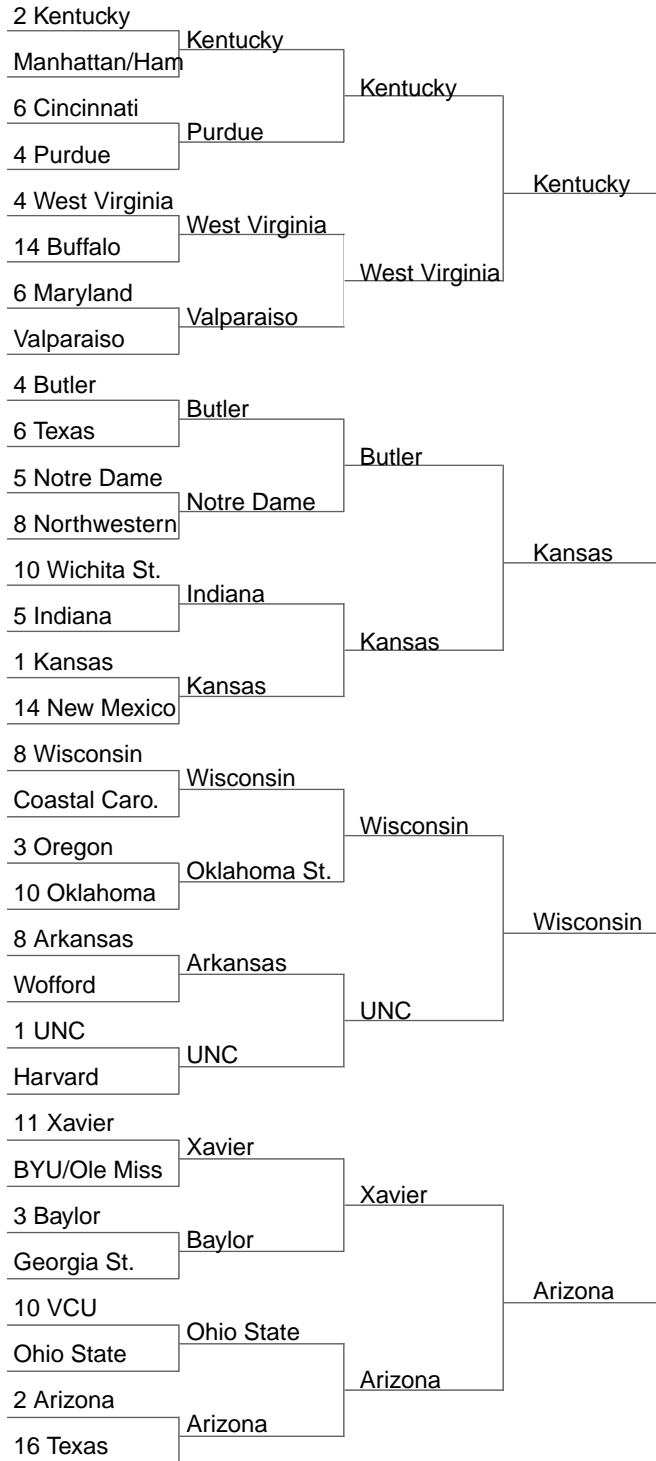 2 Kentucky
Manhattan/Ham
6 Cincinnati
4 Purdue
4 West Virginia
14 Buffalo
6 Maryland
Valparaiso
4 Butler
6 Texas
5 Notre Dame
8 Northwestern
10 Wichita St.
5 Indiana
1 Kansas
14 New Mexico
8 Wisconsin
Coastal Caro.
3 Oregon
10 Oklahoma
8 Arkansas
Wofford
1 UNC
Harvard
11 Xavier
BYU/Ole Miss
3 Baylor
Georgia St.
10 VCU
Ohio State
2 Arizona
16 Texas
Kentucky
Purdue
West Virginia
Valparaiso
Butler
Notre Dame
Indiana
Kansas
Wisconsin
Oklahoma St.
Arkansas
UNC
Xavier
Baylor
Ohio State
Arizona
Kentucky
West Virginia
Butler
Kansas
Wisconsin
UNC
Xavier
Arizona
Kentucky
Kansas
Wisconsin
Arizona